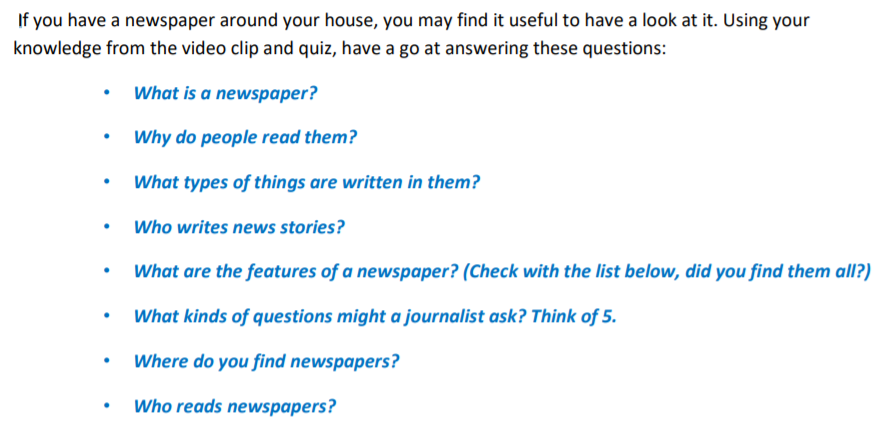 If you have a newspaper around your house, you may find it useful to have a look at it. Using your
knowledge from the video clip and quiz, have a go at answering these questions:
• What is a newspaper?
• Why do people read them?
• What types of things are written in them?
• Who writes news stories?
• What are the features of a newspaper? (Check with the list below, did you find them all?)
• What kinds of questions might a journalist ask? Think of 5.
• Where do you find newspapers?
• Who reads newspapers?